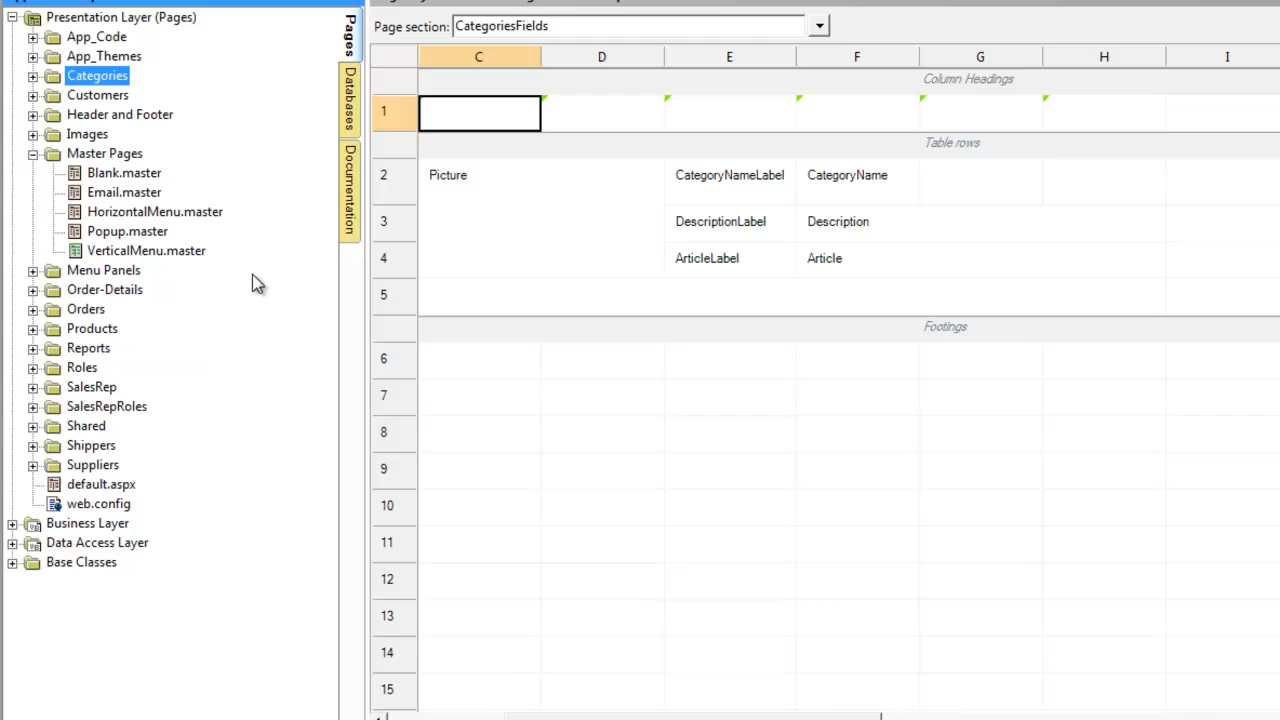 Presentation Layer (Pages)
App_Code
App_Themes
Categories
Customers
Header and Footer
Images
Master Pages
Blank.master
Email.master
HorizontalMenu.master
Popup.master
VerticalMenu.master
Menu Panels
Order-Details
Orders
Products
Reports
Roles
SalesRep
SalesRepRoles
Shared
Shippers
Suppliers
default.aspx
web.config
Business Layer
Data Access Layer
Base Classes
Pages
Databases
Documentation
Page section: CategoriesFields
C D E F G H I
Column Headings
1
Table rows
2 Picture CategoryNameLabel CategoryName
3 DescriptionLabel Description
4 ArticleLabel Article
5
Footings
6
7
8
9
10
11
12
13
14
15